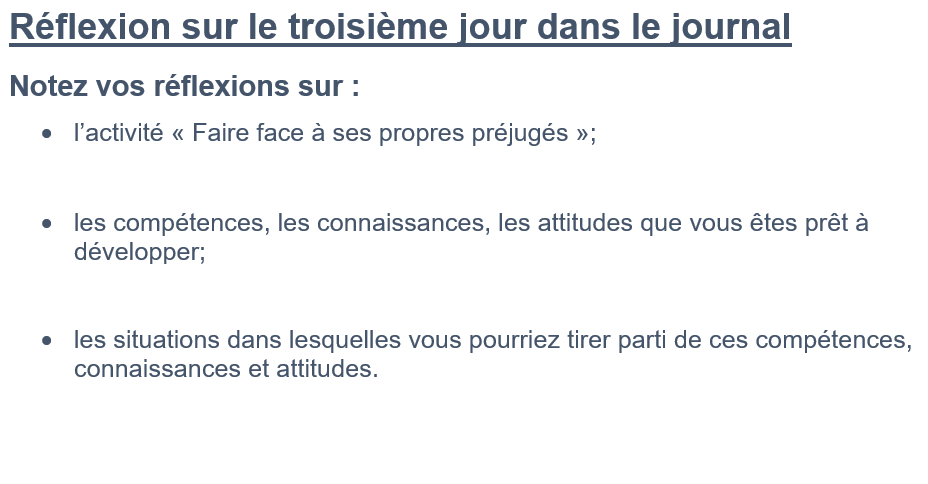 Réflexion sur le troisième jour dans le journal
Notez vos réflexions sur :
• l’activité « Faire face à ses propres préjugés »;
• les compétences, les connaissances, les attitudes que vous êtes prêt à
développer;
• les situations dans lesquelles vous pourriez tirer parti de ces compétences,
connaissances et attitudes.